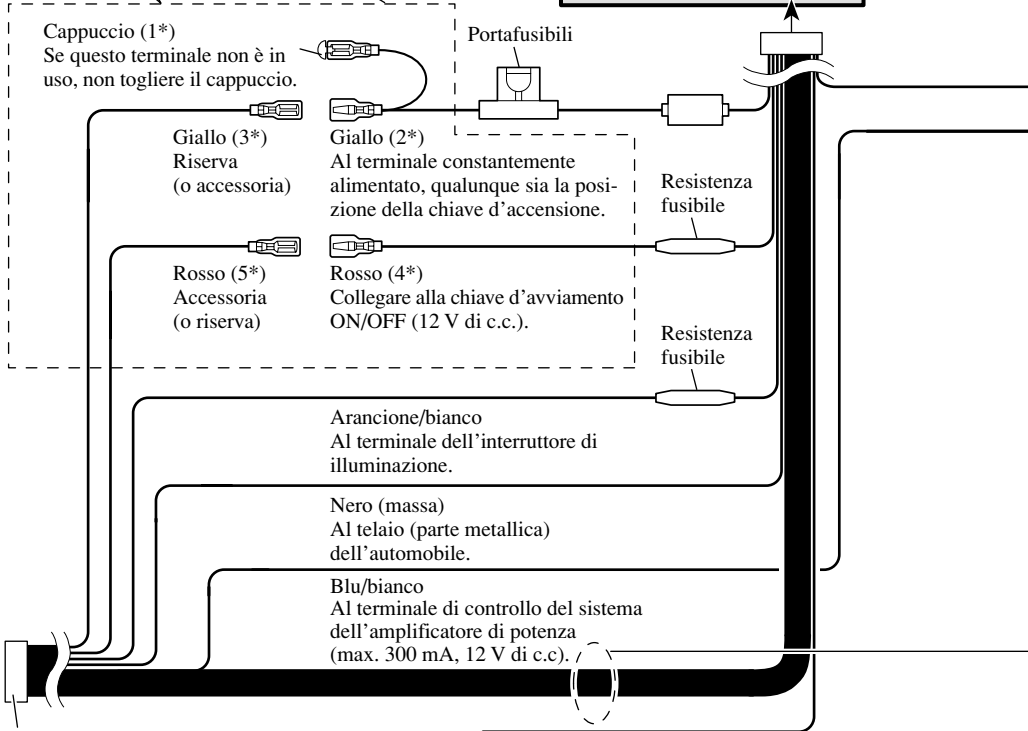 Cappuccio (1*)
Se questo terminale non è in
uso, non togliere il cappuccio.
Portafusibili
Giallo (3*)
Riserva
(o accessoria)
Giallo (2*)
Al terminale constantemente
alimentato, qualunque sia la posi-
zione della chiave d'accensione.
Resistenza
fusibile
Rosso (5*)
Accessoria
(o riserva)
Rosso (4*)
Collegare alla chiave d'avviamento
ON/OFF (12 V di c.c.).
Resistenza
fusibile
Arancione/bianco
Al terminale dell'interruttore di
illuminazione.
Nero (massa)
Al telaio (parte metallica)
dell'automobile.
Blu/bianco
Al terminale di controllo del sistema
dell'amplificatore di potenza
(max. 300 mA, 12 V di c.c).